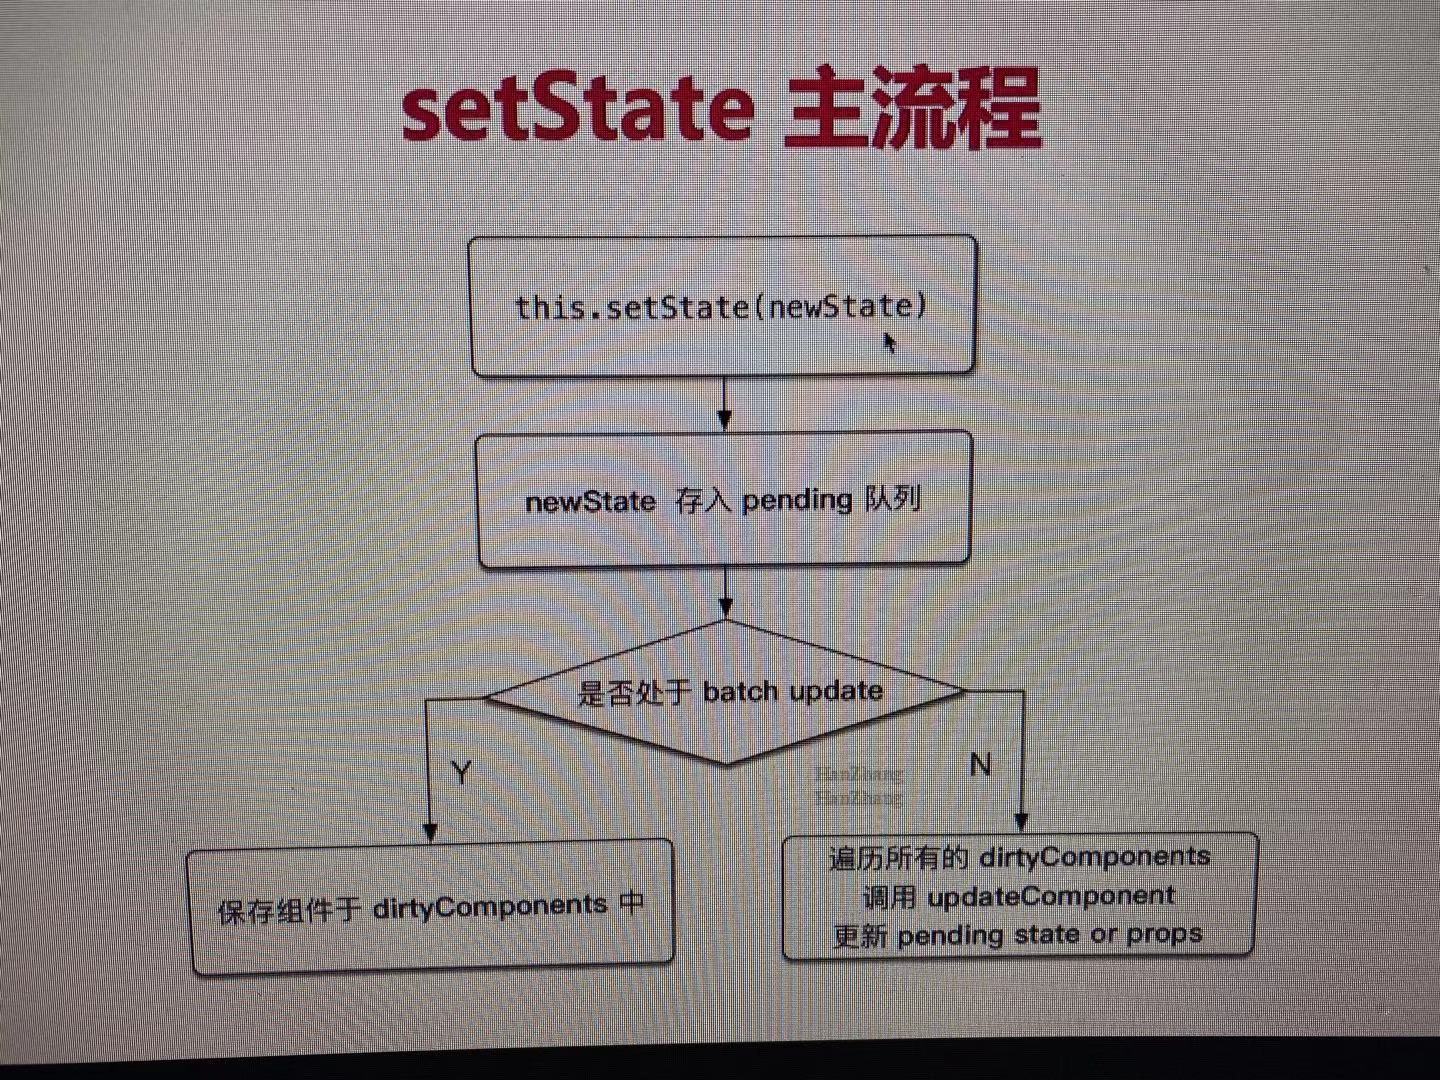 setState 主流程
this.setState(newState)
newState 存入 pending 队列
是否处于 batch update
Y
N
HanZhang
HanZhang
保存组件于 dirtyComponents 中
遍历所有的 dirtyComponents
调用 updateComponent
更新 pending state or props